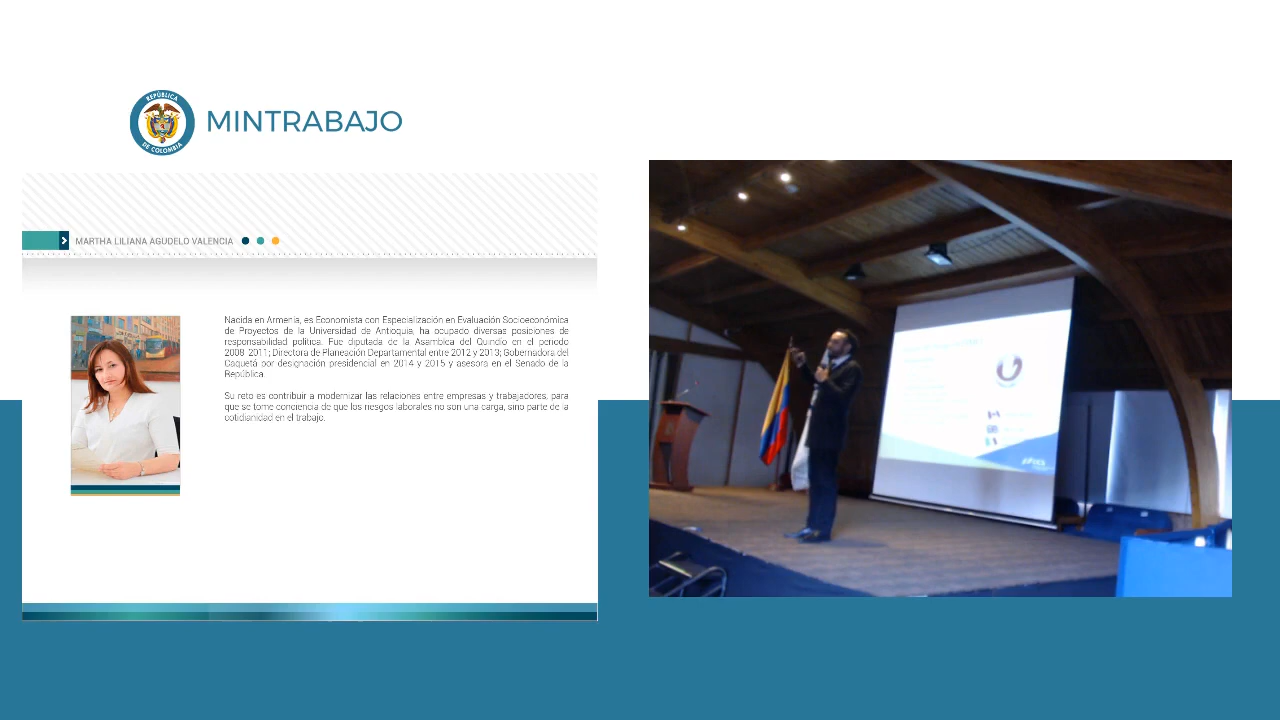 REPÚBLICA
DE COLOMBIA
MINTRABAJO
MARTHA LILIANA AGUDELO VALENCIA
Nacida en Armenia, es Economista con Especialización en Evaluación Socioeconómica
de Proyectos de la Universidad de Antioquia, ha ocupado diversas posiciones de
responsabilidad política. Fue diputada de la Asamblea del Quindío en el periodo
2008 2011; Directora de Planeación Departamental entre 2012 y 2013; Gobernadora del
Caquetá por designación presidencial en 2014 y 2015 y asesora en el Senado de la
República.
Su reto es contribuir a modernizar las relaciones entre empresas y trabajadores, para
que se tome conciencia de que los riesgos laborales no son una carga, sino parte de la
cotidianidad en el trabajo.